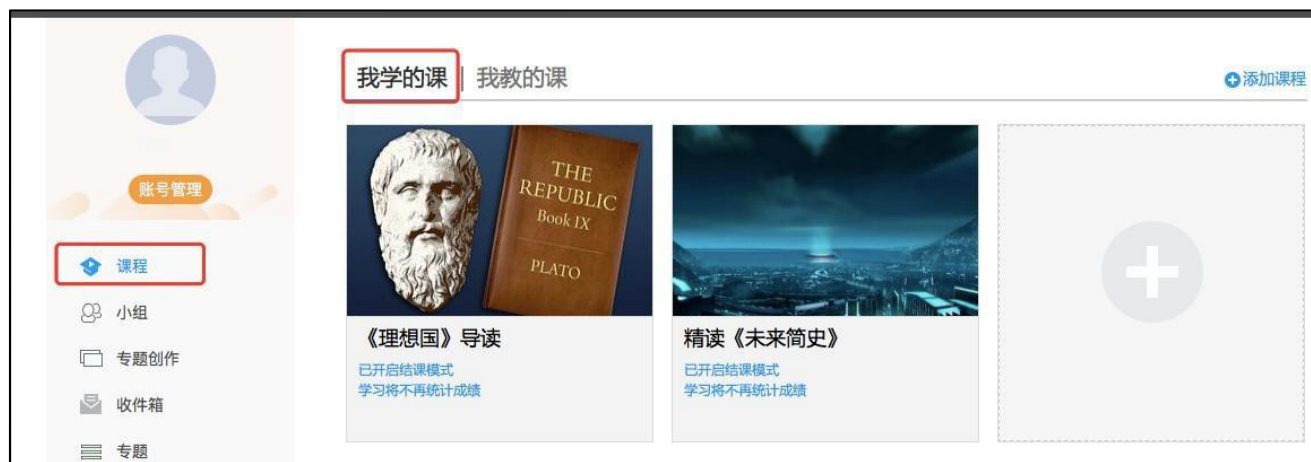 我学的课
我教的课
添加课程
账号管理
课程
小组
专题创作
收件箱
专题
THE
REPUBLIC
Book IX
PLATO
《理想国》导读
已开启结课模式
学习将不再统计成绩
精读《未来简史》
已开启结课模式
学习将不再统计成绩